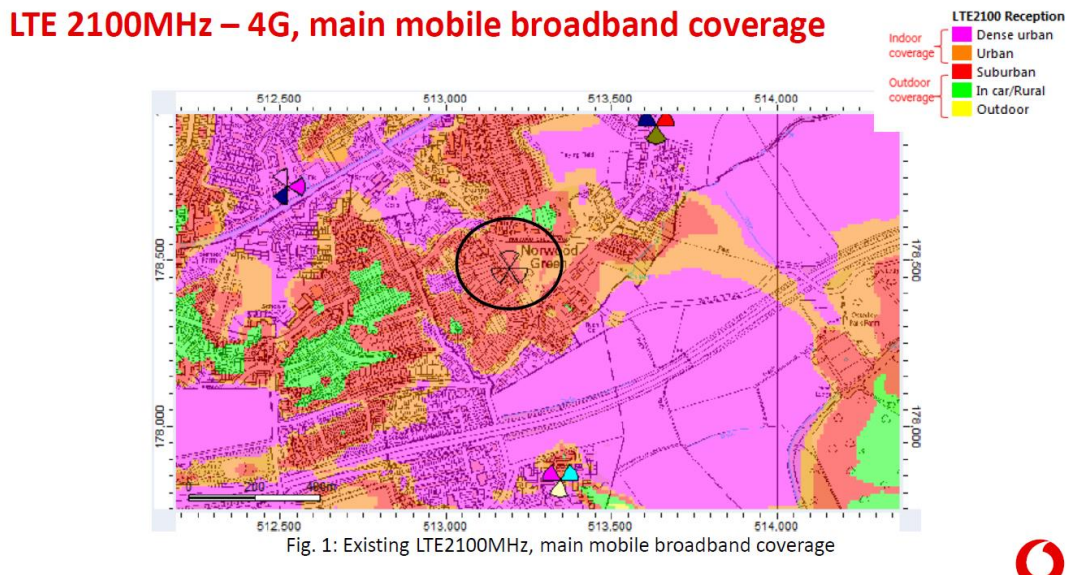 LTE 2100MHz – 4G, main mobile broadband coverage
LTE2100 Reception
Indoor
coverage
Dense urban
Urban
Outdoor
coverage
Suburban
In car/Rural
Outdoor
512,500 513,000 513,500 514,000
178,500 178,500
178,000 178,000
Playing Field
Norwood
Green
0 200 400m
512,500 513,000 513,500 514,000
Fig. 1: Existing LTE2100MHz, main mobile broadband coverage